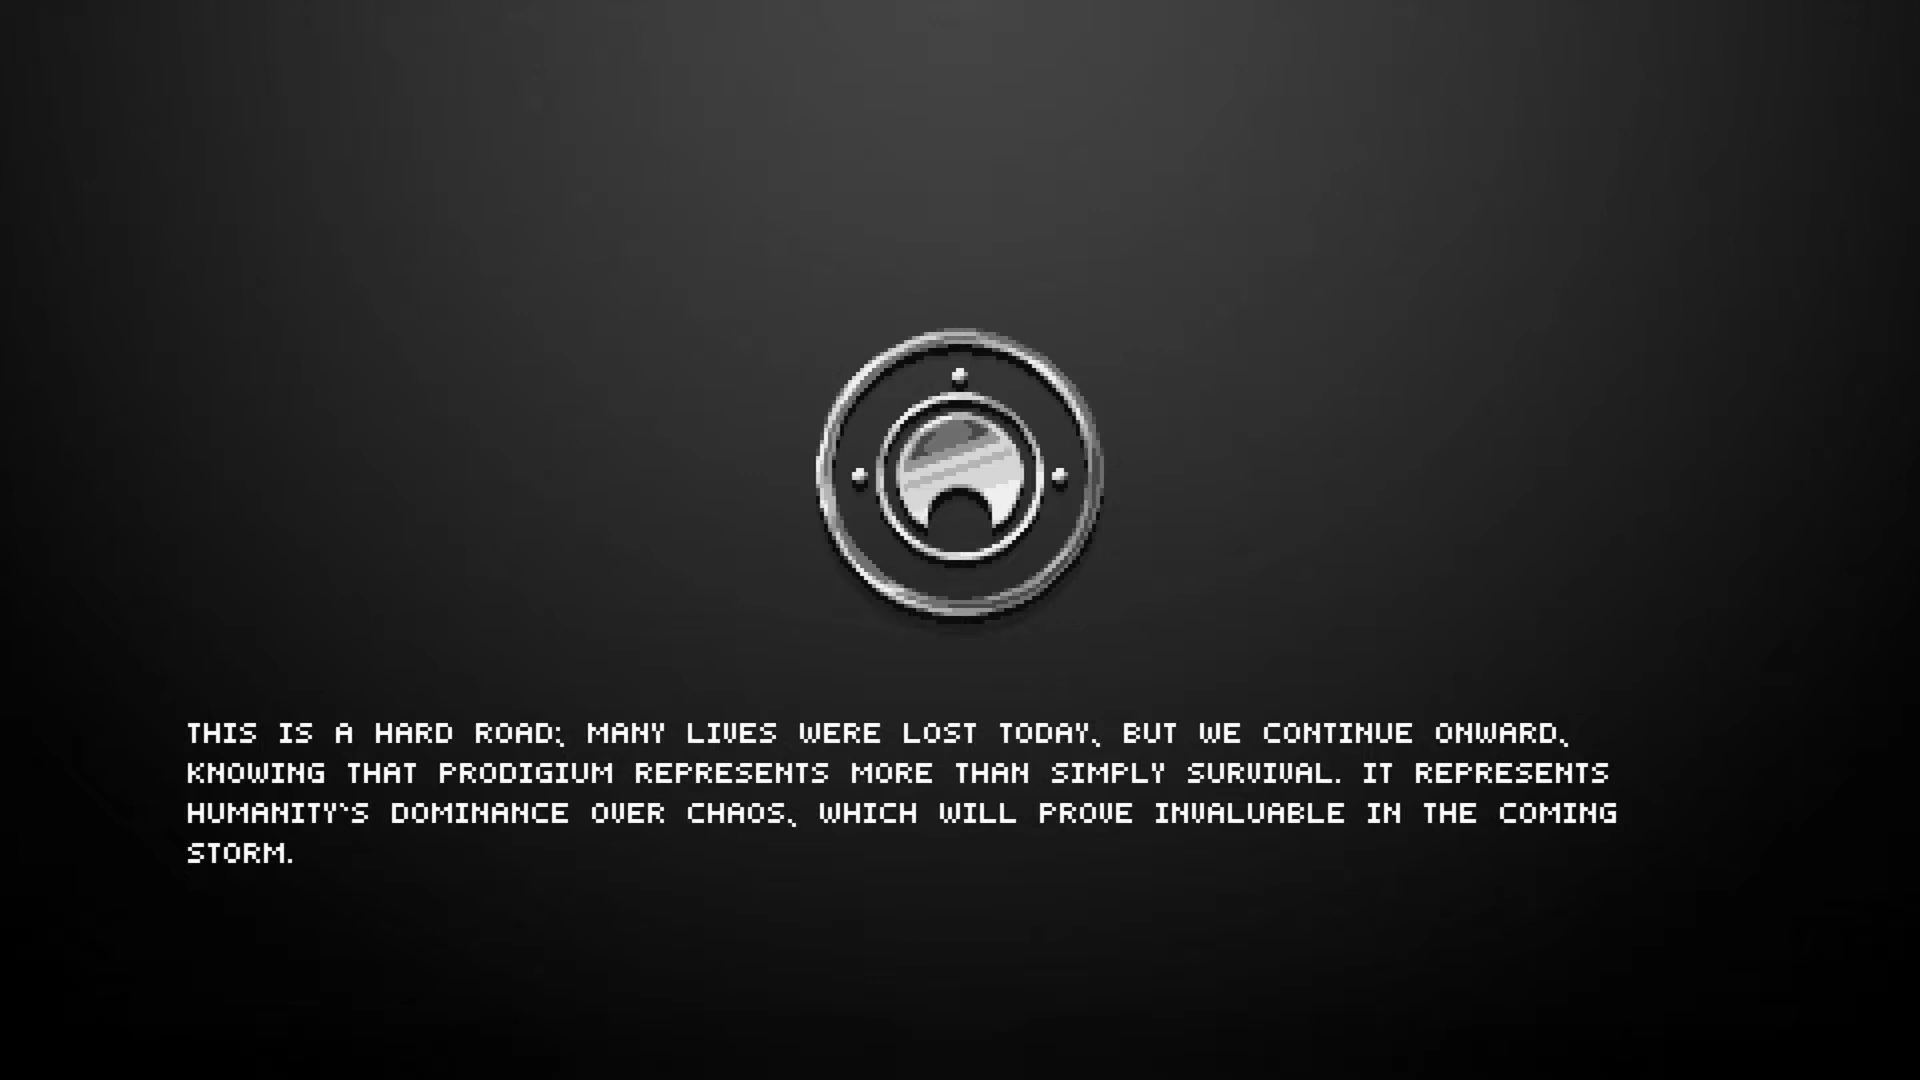 THIS IS A HARD ROAD; MANY LIVES WERE LOST TODAY, BUT WE CONTINUE ONWARD,
KNOWING THAT PRODIGIUM REPRESENTS MORE THAN SIMPLY SURVIVAL. IT REPRESENTS
HUMANITY'S DOMINANCE OVER CHAOS, WHICH WILL PROVE INVALUABLE IN THE COMING
STORM.